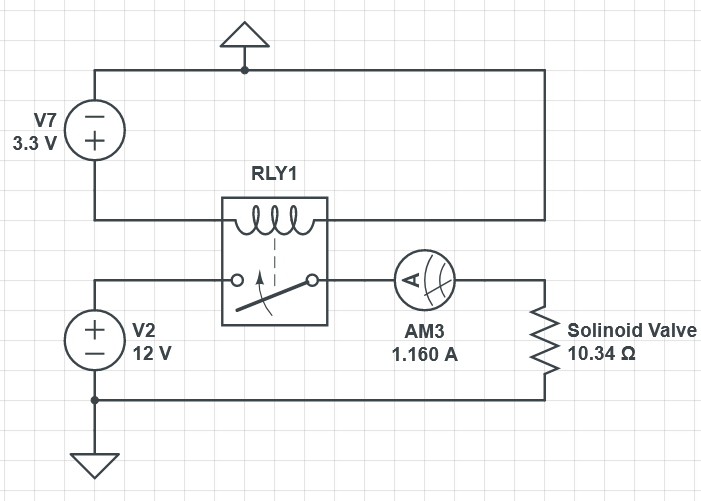 V7
3.3 V
RLY1
A
AM3
1.160 A
V2
12 V
Solinoid Valve
10.34 Ω